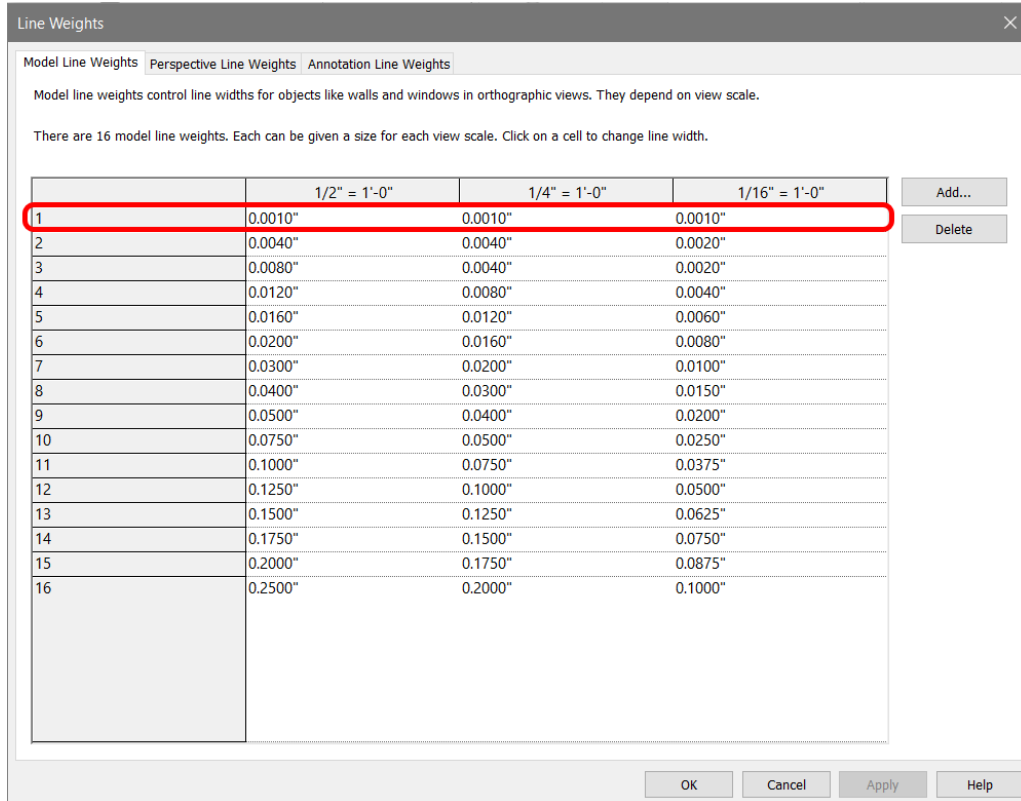 Line Weights
Model Line Weights Perspective Line Weights Annotation Line Weights
Model line weights control line widths for objects like walls and windows in orthographic views. They depend on view scale.
There are 16 model line weights. Each can be given a size for each view scale. Click on a cell to change line width.
1/2" = 1'-0" 1/4" = 1'-0" 1/16" = 1'-0" Add...
1 0.0010" 0.0010" 0.0010"
Delete
2 0.0040" 0.0040" 0.0020"
3 0.0080" 0.0040" 0.0020"
4 0.0120" 0.0080" 0.0040"
5 0.0160" 0.0120" 0.0060"
6 0.0200" 0.0160" 0.0080"
7 0.0300" 0.0200" 0.0100"
8 0.0400" 0.0300" 0.0150"
9 0.0500" 0.0400" 0.0200"
10 0.0750" 0.0500" 0.0250"
11 0.1000" 0.0750" 0.0375"
12 0.1250" 0.1000" 0.0500"
13 0.1500" 0.1250" 0.0625"
14 0.1750" 0.1500" 0.0750"
15 0.2000" 0.1750" 0.0875"
16 0.2500" 0.2000" 0.1000"
OK Cancel Apply Help